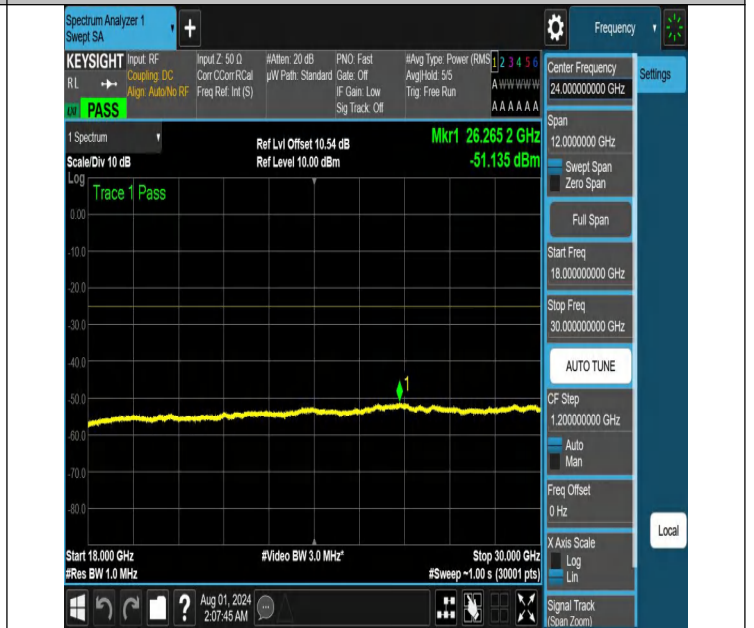 Spectrum Analyzer 1
Swept SA
+
Frequency
KEYSIGHT
RL
PASS
Input: RF
Coupling: DC
Align: Auto/No RF
Input Z: 50 Ω
Corr CCorr RCal
Freq Ref: Int (S)
#Atten: 20 dB
µW Path: Standard
PNO: Fast
Gate: Off
IF Gain: Low
Sig Track: Off
#Avg Type: Power (RMS
Avg|Hold: 5/5
Trig: Free Run
1 2 3 4 5 6
A W W W W W
A A A A A A
1 Spectrum
Scale/Div 10 dB
Ref Lvl Offset 10.54 dB
Ref Level 10.00 dBm
Mkr1 26.265 2 GHz
-51.135 dBm
Log
Trace 1 Pass
0.00
-10.0
-20.0
-30.0
-40.0
-50.0
-60.0
-70.0
-80.0
1
Start 18.000 GHz
#Res BW 1.0 MHz
#Video BW 3.0 MHz*
Stop 30.000 GHz
#Sweep ~1.00 s (30001 pts)
?
Aug 01, 2024
2:07:45 AM
Center Frequency
24.000000000 GHz
Span
12.0000000 GHz
Swept Span
Zero Span
Full Span
Start Freq
18.000000000 GHz
Stop Freq
30.000000000 GHz
AUTO TUNE
CF Step
1.200000000 GHz
Auto
Man
Freq Offset
0 Hz
X Axis Scale
Log
Lin
Signal Track
(Span Zoom)
Settings
Local